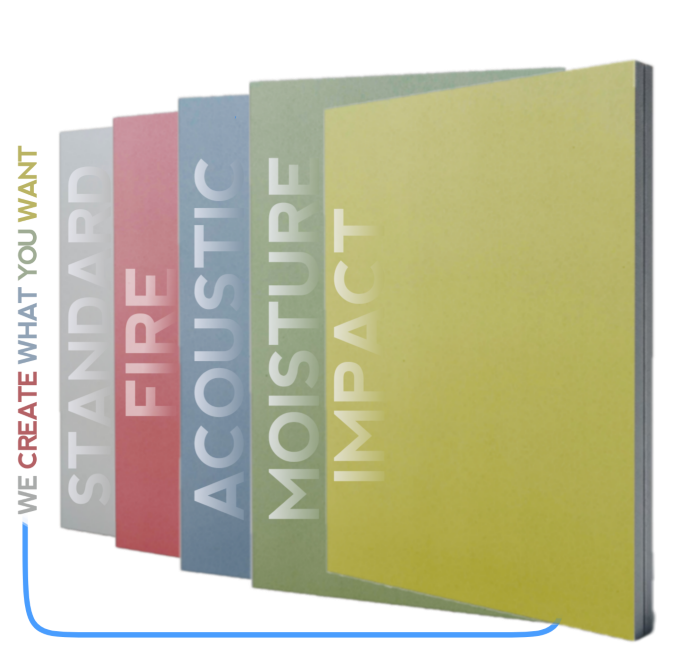 WE CREATE WHAT YOU WANT
STANDARD
FIRE
ACOUSTIC
MOISTURE
IMPACT